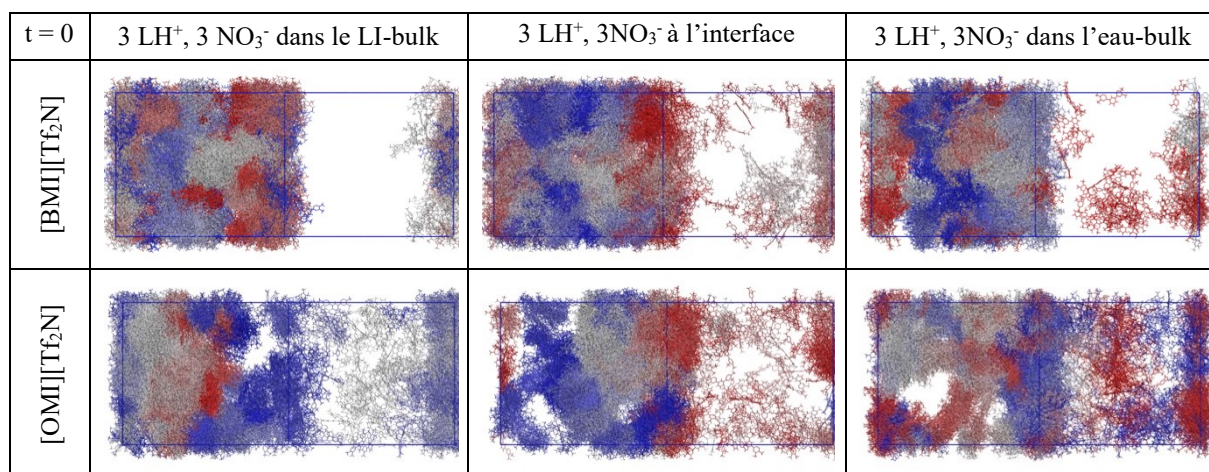 t = 0
3 LH⁺, 3 NO₃⁻ dans le LI-bulk
3 LH⁺, 3NO₃⁻ à l’interface
3 LH⁺, 3NO₃⁻ dans l’eau-bulk
[BMI][Tf₂N]
[OMI][Tf₂N]